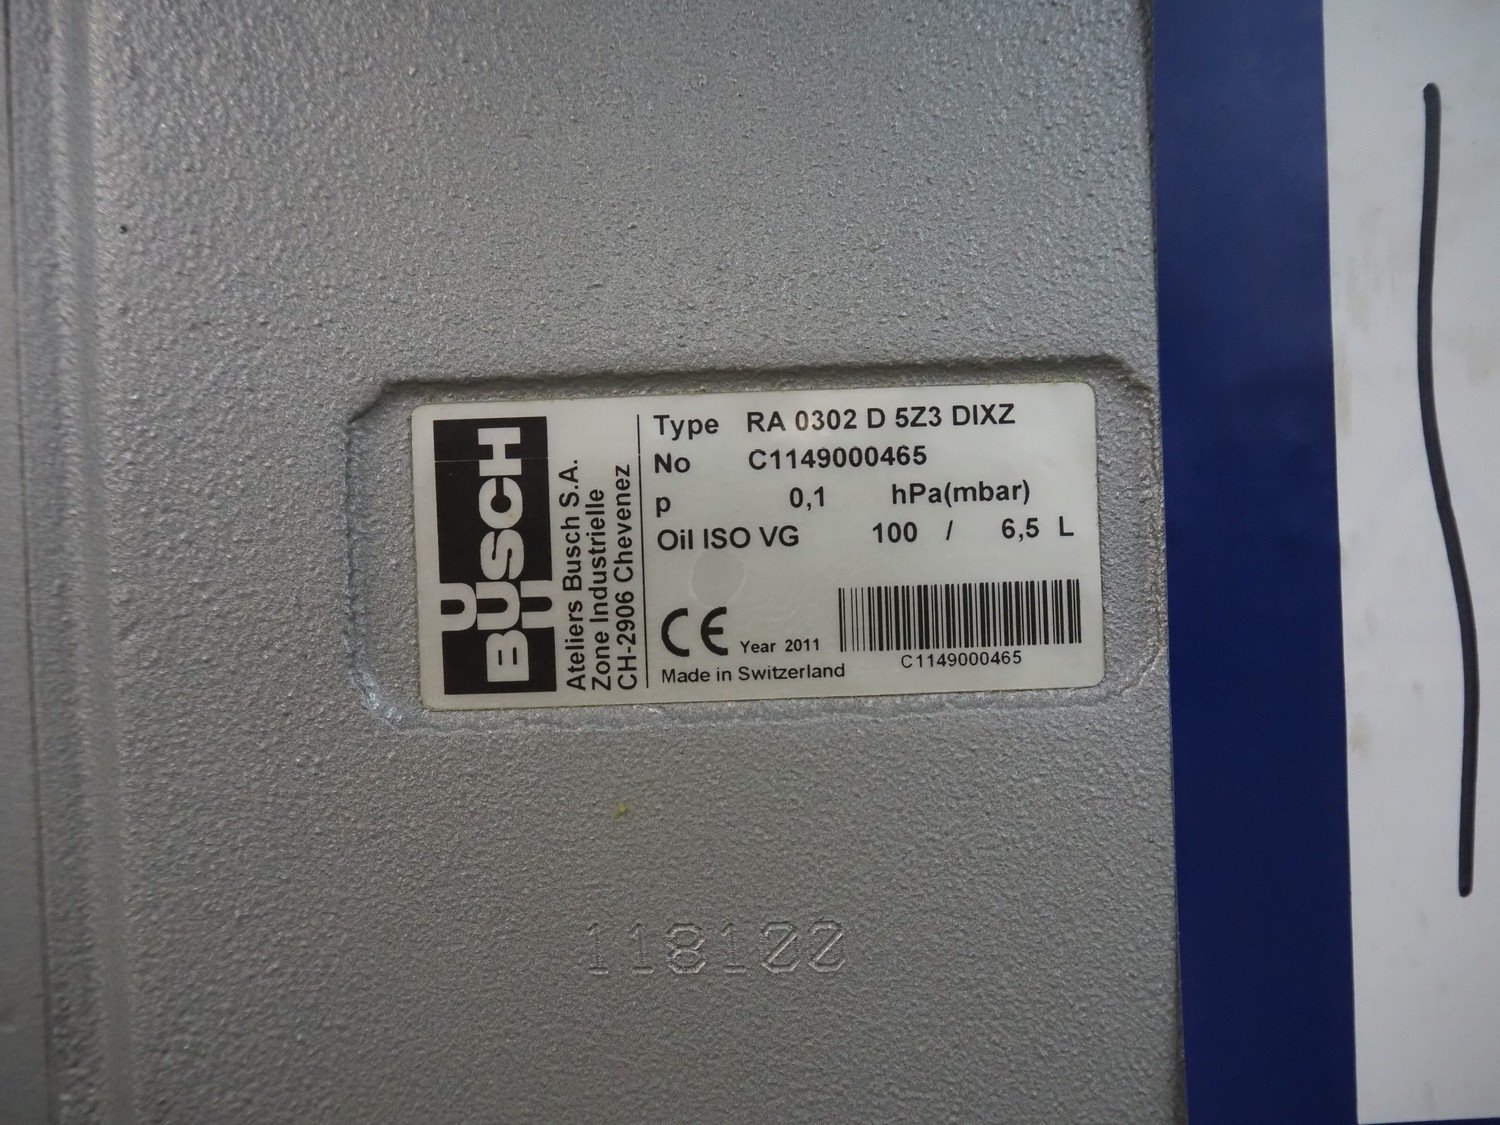 BUSCH
Ateliers Busch S.A.
Zone Industrielle
CH-2906 Chevenez
Type RA 0302 D 5Z3 DIXZ
No C1149000465
p 0,1 hPa(mbar)
Oil ISO VG 100 / 6,5 L
CE Year 2011
C1149000465
Made in Switzerland
118100